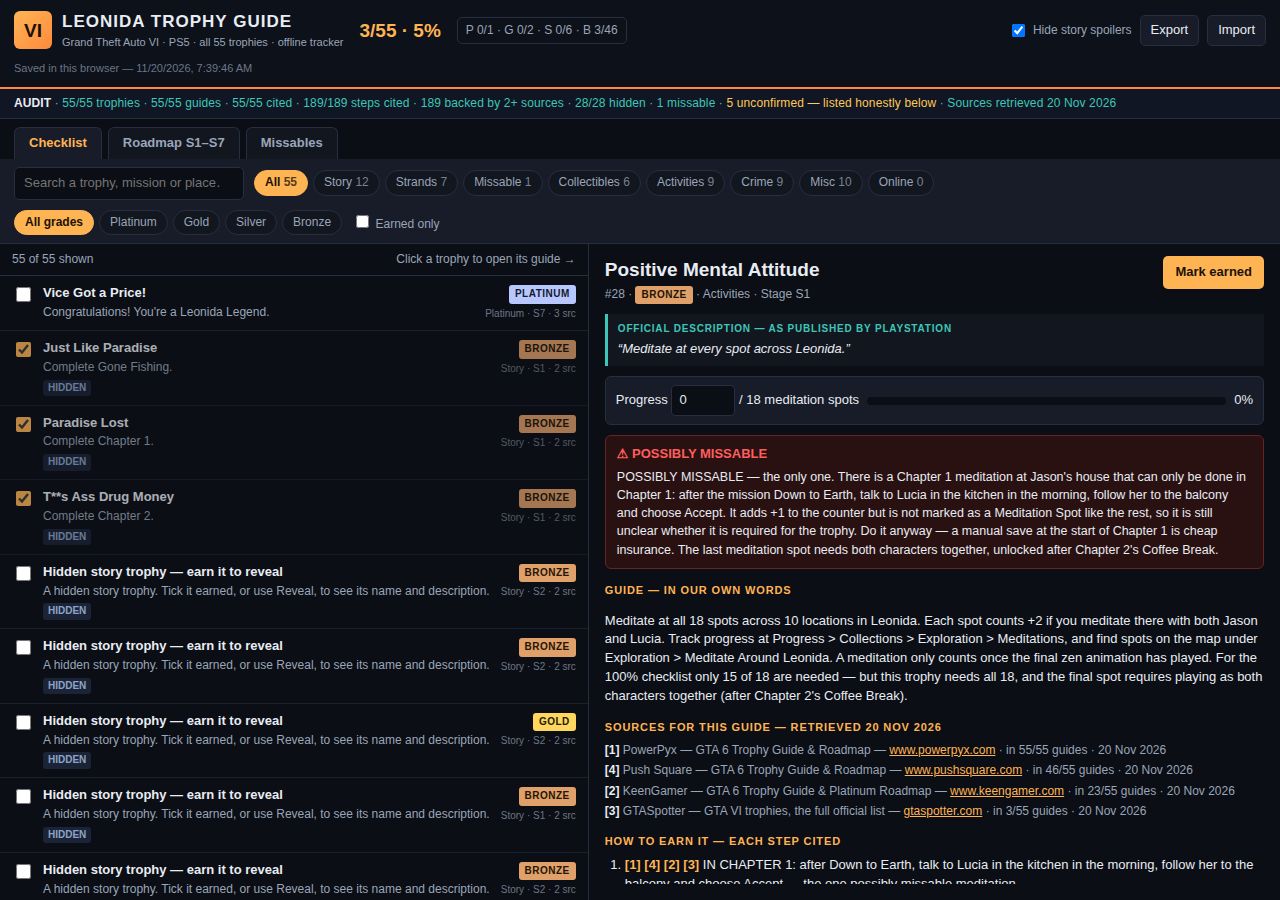 VI
LEONIDA TROPHY GUIDE
Grand Theft Auto VI · PS5 · all 55 trophies · offline tracker
3/55 · 5%
P 0/1 · G 0/2 · S 0/6 · B 3/46
Hide story spoilers
Export
Import
Saved in this browser — 11/20/2026, 7:39:46 AM
AUDIT · 55/55 trophies · 55/55 guides · 55/55 cited · 189/189 steps cited · 189 backed by 2+ sources · 28/28 hidden · 1 missable · 5 unconfirmed — listed honestly below · Sources retrieved 20 Nov 2026
Checklist
Roadmap S1–S7
Missables
Search a trophy, mission or place.
All 55
Story 12
Strands 7
Missable 1
Collectibles 6
Activities 9
Crime 9
Misc 10
Online 0
All grades
Platinum
Gold
Silver
Bronze
Earned only
55 of 55 shown
Click a trophy to open its guide →
Vice Got a Price!
PLATINUM
Congratulations! You're a Leonida Legend.
Platinum · S7 · 3 src
Just Like Paradise
BRONZE
Complete Gone Fishing.
Story · S1 · 2 src
HIDDEN
Paradise Lost
BRONZE
Complete Chapter 1.
Story · S1 · 2 src
HIDDEN
T**s Ass Drug Money
BRONZE
Complete Chapter 2.
Story · S1 · 2 src
HIDDEN
Hidden story trophy — earn it to reveal
BRONZE
A hidden story trophy. Tick it earned, or use Reveal, to see its name and description.
Story · S2 · 2 src
HIDDEN
Hidden story trophy — earn it to reveal
BRONZE
A hidden story trophy. Tick it earned, or use Reveal, to see its name and description.
Story · S2 · 2 src
HIDDEN
Hidden story trophy — earn it to reveal
GOLD
A hidden story trophy. Tick it earned, or use Reveal, to see its name and description.
Story · S2 · 2 src
HIDDEN
Hidden story trophy — earn it to reveal
BRONZE
A hidden story trophy. Tick it earned, or use Reveal, to see its name and description.
Story · S1 · 2 src
HIDDEN
Hidden story trophy — earn it to reveal
BRONZE
A hidden story trophy. Tick it earned, or use Reveal, to see its name and description.
Story · S2 · 2 src
Positive Mental Attitude
Mark earned
#28 · BRONZE · Activities · Stage S1
OFFICIAL DESCRIPTION — AS PUBLISHED BY PLAYSTATION
“Meditate at every spot across Leonida.”
Progress 0 / 18 meditation spots 0%
⚠ POSSIBLY MISSABLE
POSSIBLY MISSABLE — the only one. There is a Chapter 1 meditation at Jason's house that can only be done in
Chapter 1: after the mission Down to Earth, talk to Lucia in the kitchen in the morning, follow her to the balcony
and choose Accept. It adds +1 to the counter but is not marked as a Meditation Spot like the rest, so it is still
unclear whether it is required for the trophy. Do it anyway — a manual save at the start of Chapter 1 is cheap
insurance. The last meditation spot needs both characters together, unlocked after Chapter 2's Coffee Break.
GUIDE — IN OUR OWN WORDS
Meditate at all 18 spots across 10 locations in Leonida. Each spot counts +2 if you meditate there with both Jason
and Lucia. Track progress at Progress > Collections > Exploration > Meditations, and find spots on the map under
Exploration > Meditate Around Leonida. A meditation only counts once the final zen animation has played. For the
100% checklist only 15 of 18 are needed — but this trophy needs all 18, and the final spot requires playing as both
characters together (after Chapter 2's Coffee Break).
SOURCES FOR THIS GUIDE — RETRIEVED 20 NOV 2026
[1] PowerPyx — GTA 6 Trophy Guide & Roadmap — www.powerpyx.com · in 55/55 guides · 20 Nov 2026
[4] Push Square — GTA 6 Trophy Guide & Roadmap — www.pushsquare.com · in 46/55 guides · 20 Nov 2026
[2] KeenGamer — GTA 6 Trophy Guide & Platinum Roadmap — www.keengamer.com · in 23/55 guides · 20 Nov 2026
[3] GTASpotter — GTA VI trophies, the full official list — gtaspotter.com · in 3/55 guides · 20 Nov 2026
HOW TO EARN IT — EACH STEP CITED
1. [1] [4] [2] [3] IN CHAPTER 1: after Down to Earth, talk to Lucia in the kitchen in the morning, follow her to the
balcony and choose Accept — the one possibly missable meditation.